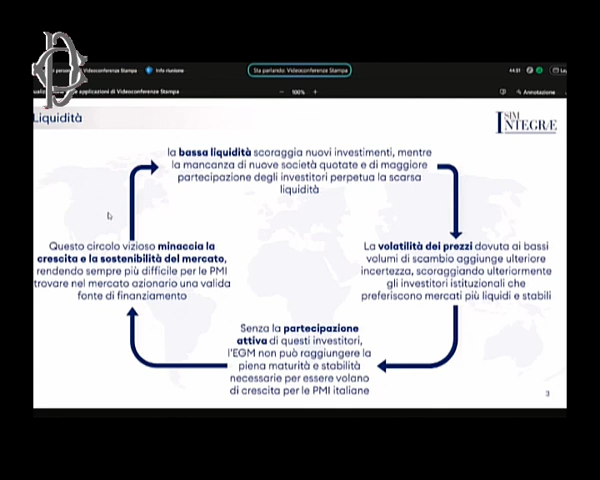 Videoconferenza Stampa
Info riunione
Sta parlando: Videoconferenza Stampa
44:51
applicazioni di Videoconferenza Stampa
100%
Annotazione
Liquidità
SIM
INTEGRÆ
la bassa liquidità scoraggia nuovi investimenti, mentre
la mancanza di nuove società quotate e di maggiore
partecipazione degli investitori perpetua la scarsa
liquidità
Questo circolo vizioso minaccia la
crescita e la sostenibilità del mercato,
rendendo sempre più difficile per le PMI
trovare nel mercato azionario una valida
fonte di finanziamento
La volatilità dei prezzi dovuta ai bassi
volumi di scambio aggiunge ulteriore
incertezza, scoraggiando ulteriormente
gli investitori istituzionali che
preferiscono mercati più liquidi e stabili
Senza la partecipazione
attiva di questi investitori,
l'EGM non può raggiungere la
piena maturità e stabilità
necessarie per essere volano
di crescita per le PMI italiane
3